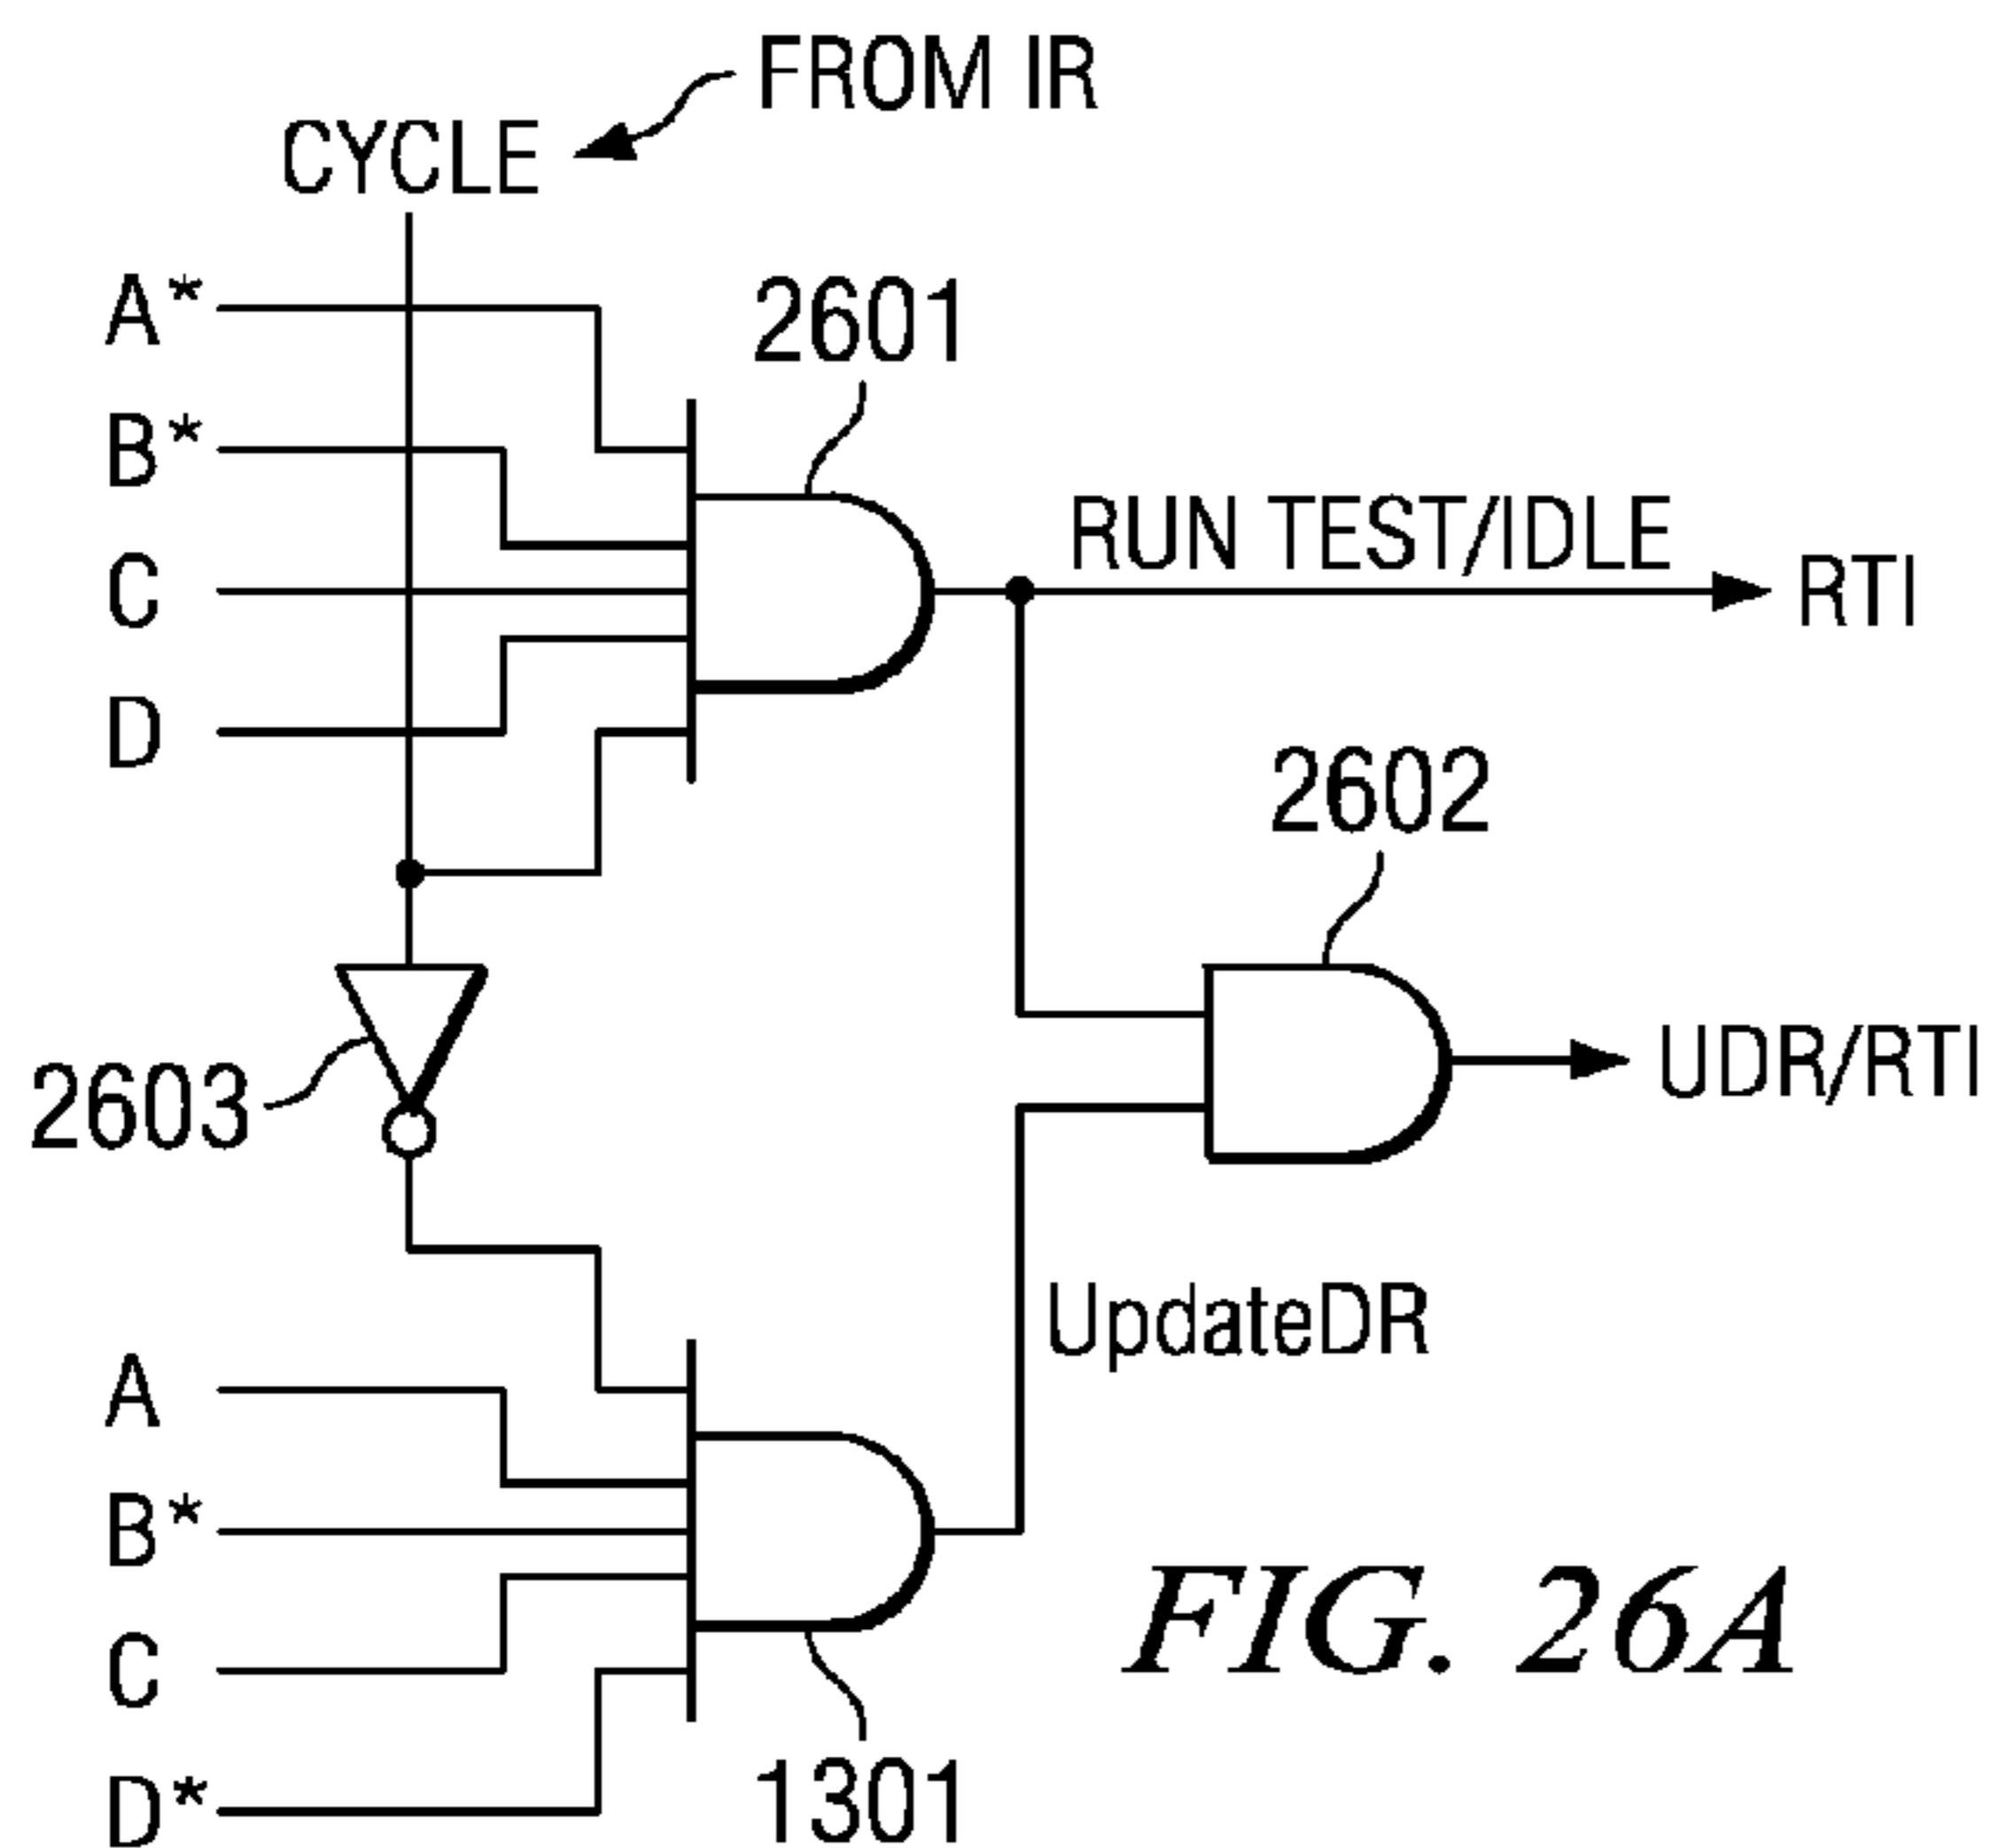 FROM IR
CYCLE
A*
2601
B*
RUN TEST/IDLE
C
RTI
D
2602
2603
UDR/RTI
UpdateDR
A
B*
C
D*
1301
FIG. 26A